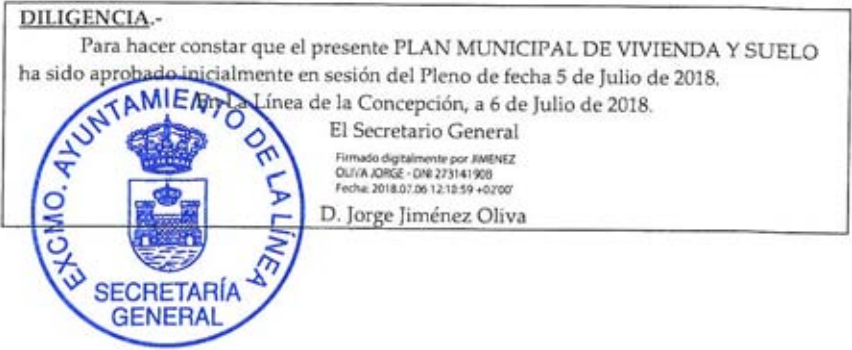 DILIGENCIA.-
Para hacer constar que el presente PLAN MUNICIPAL DE VIVIENDA Y SUELO
ha sido aprobado inicialmente en sesión del Pleno de fecha 5 de Julio de 2018.
En La Línea de la Concepción, a 6 de Julio de 2018.
El Secretario General
Firmado digitalmente por JIMENEZ
OLIVA JORGE - DNI 27314190B
Fecha: 2018.07.06 12:18:59 +02'00'
D. Jorge Jiménez Oliva
EXCMO. AYUNTAMIENTO DE LA LÍNEA
SECRETARÍA
GENERAL